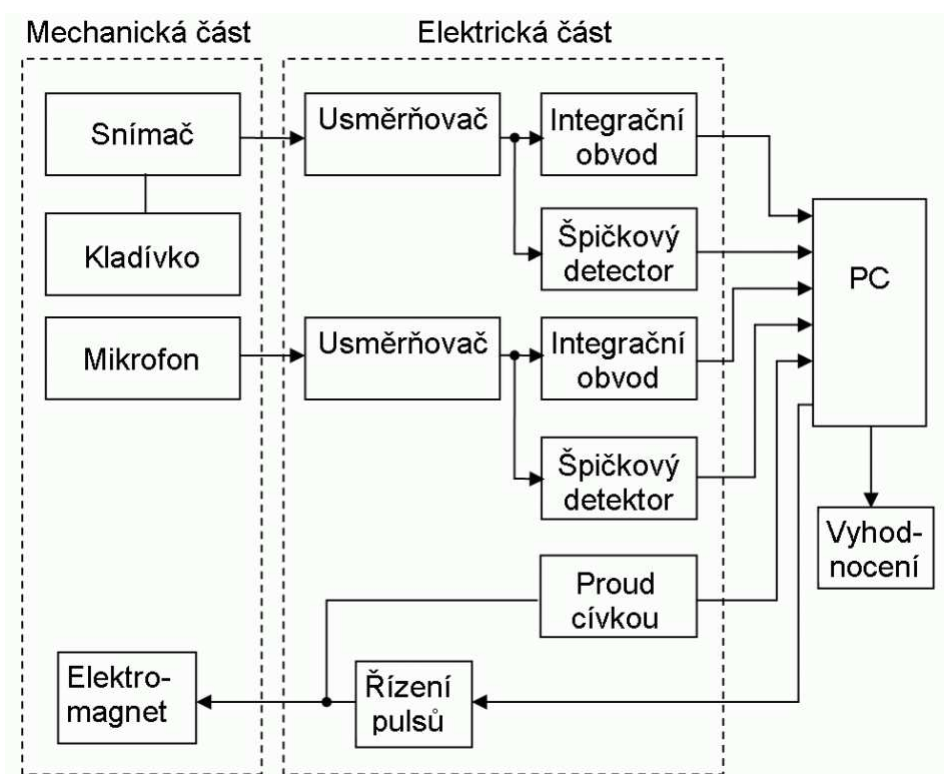 Mechanická část
Elektrická část
Snímač
Usměrňovač
Integrační
obvod
Kladívko
Špičkový
detector
PC
Mikrofon
Usměrňovač
Integrační
obvod
Špičkový
detektor
Vyhod-
nocení
Proud
cívkou
Elektro-
magnet
Řízení
pulsů